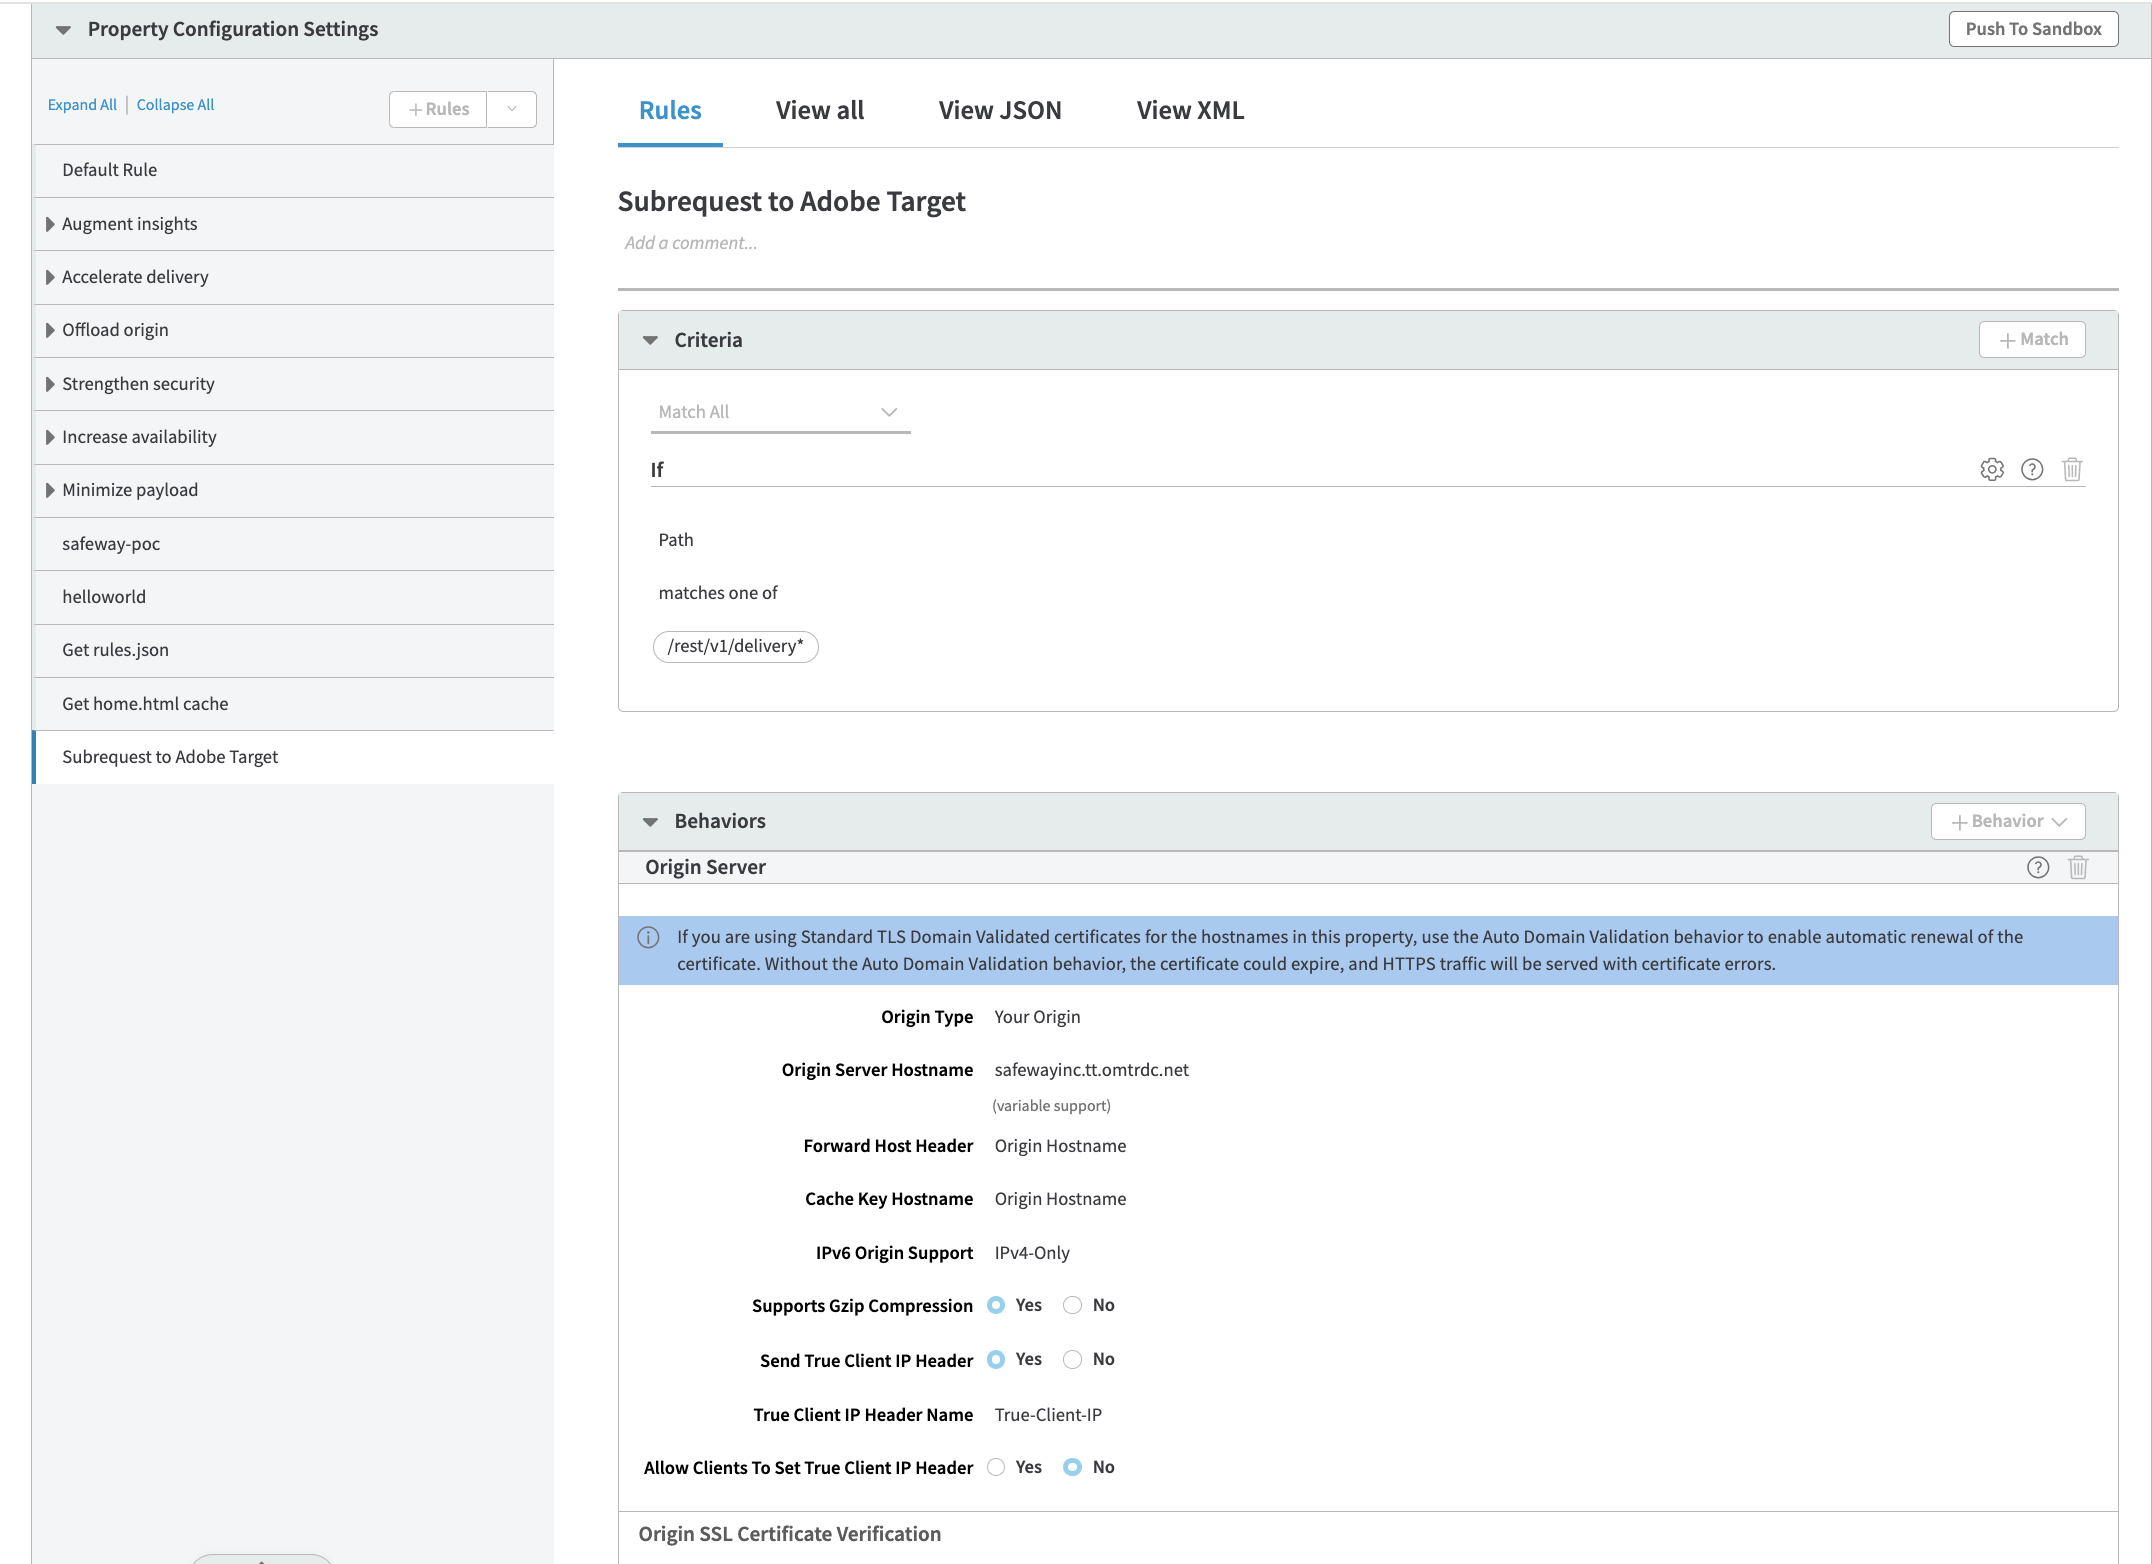 Property Configuration Settings
Push To Sandbox
Expand All | Collapse All
+ Rules
Default Rule
Augment insights
Accelerate delivery
Offload origin
Strengthen security
Increase availability
Minimize payload
safeway-poc
helloworld
Get rules.json
Get home.html cache
Subrequest to Adobe Target
Rules View all View JSON View XML
Subrequest to Adobe Target
Add a comment...
Criteria
+ Match
Match All
If
Path
matches one of
/rest/v1/delivery*
Behaviors
+ Behavior
Origin Server
If you are using Standard TLS Domain Validated certificates for the hostnames in this property, use the Auto Domain Validation behavior to enable automatic renewal of the
certificate. Without the Auto Domain Validation behavior, the certificate could expire, and HTTPS traffic will be served with certificate errors.
Origin Type Your Origin
Origin Server Hostname safewayinc.tt.omtrdc.net
(variable support)
Forward Host Header Origin Hostname
Cache Key Hostname Origin Hostname
IPv6 Origin Support IPv4-Only
Supports Gzip Compression Yes No
Send True Client IP Header Yes No
True Client IP Header Name True-Client-IP
Allow Clients To Set True Client IP Header Yes No
Origin SSL Certificate Verification